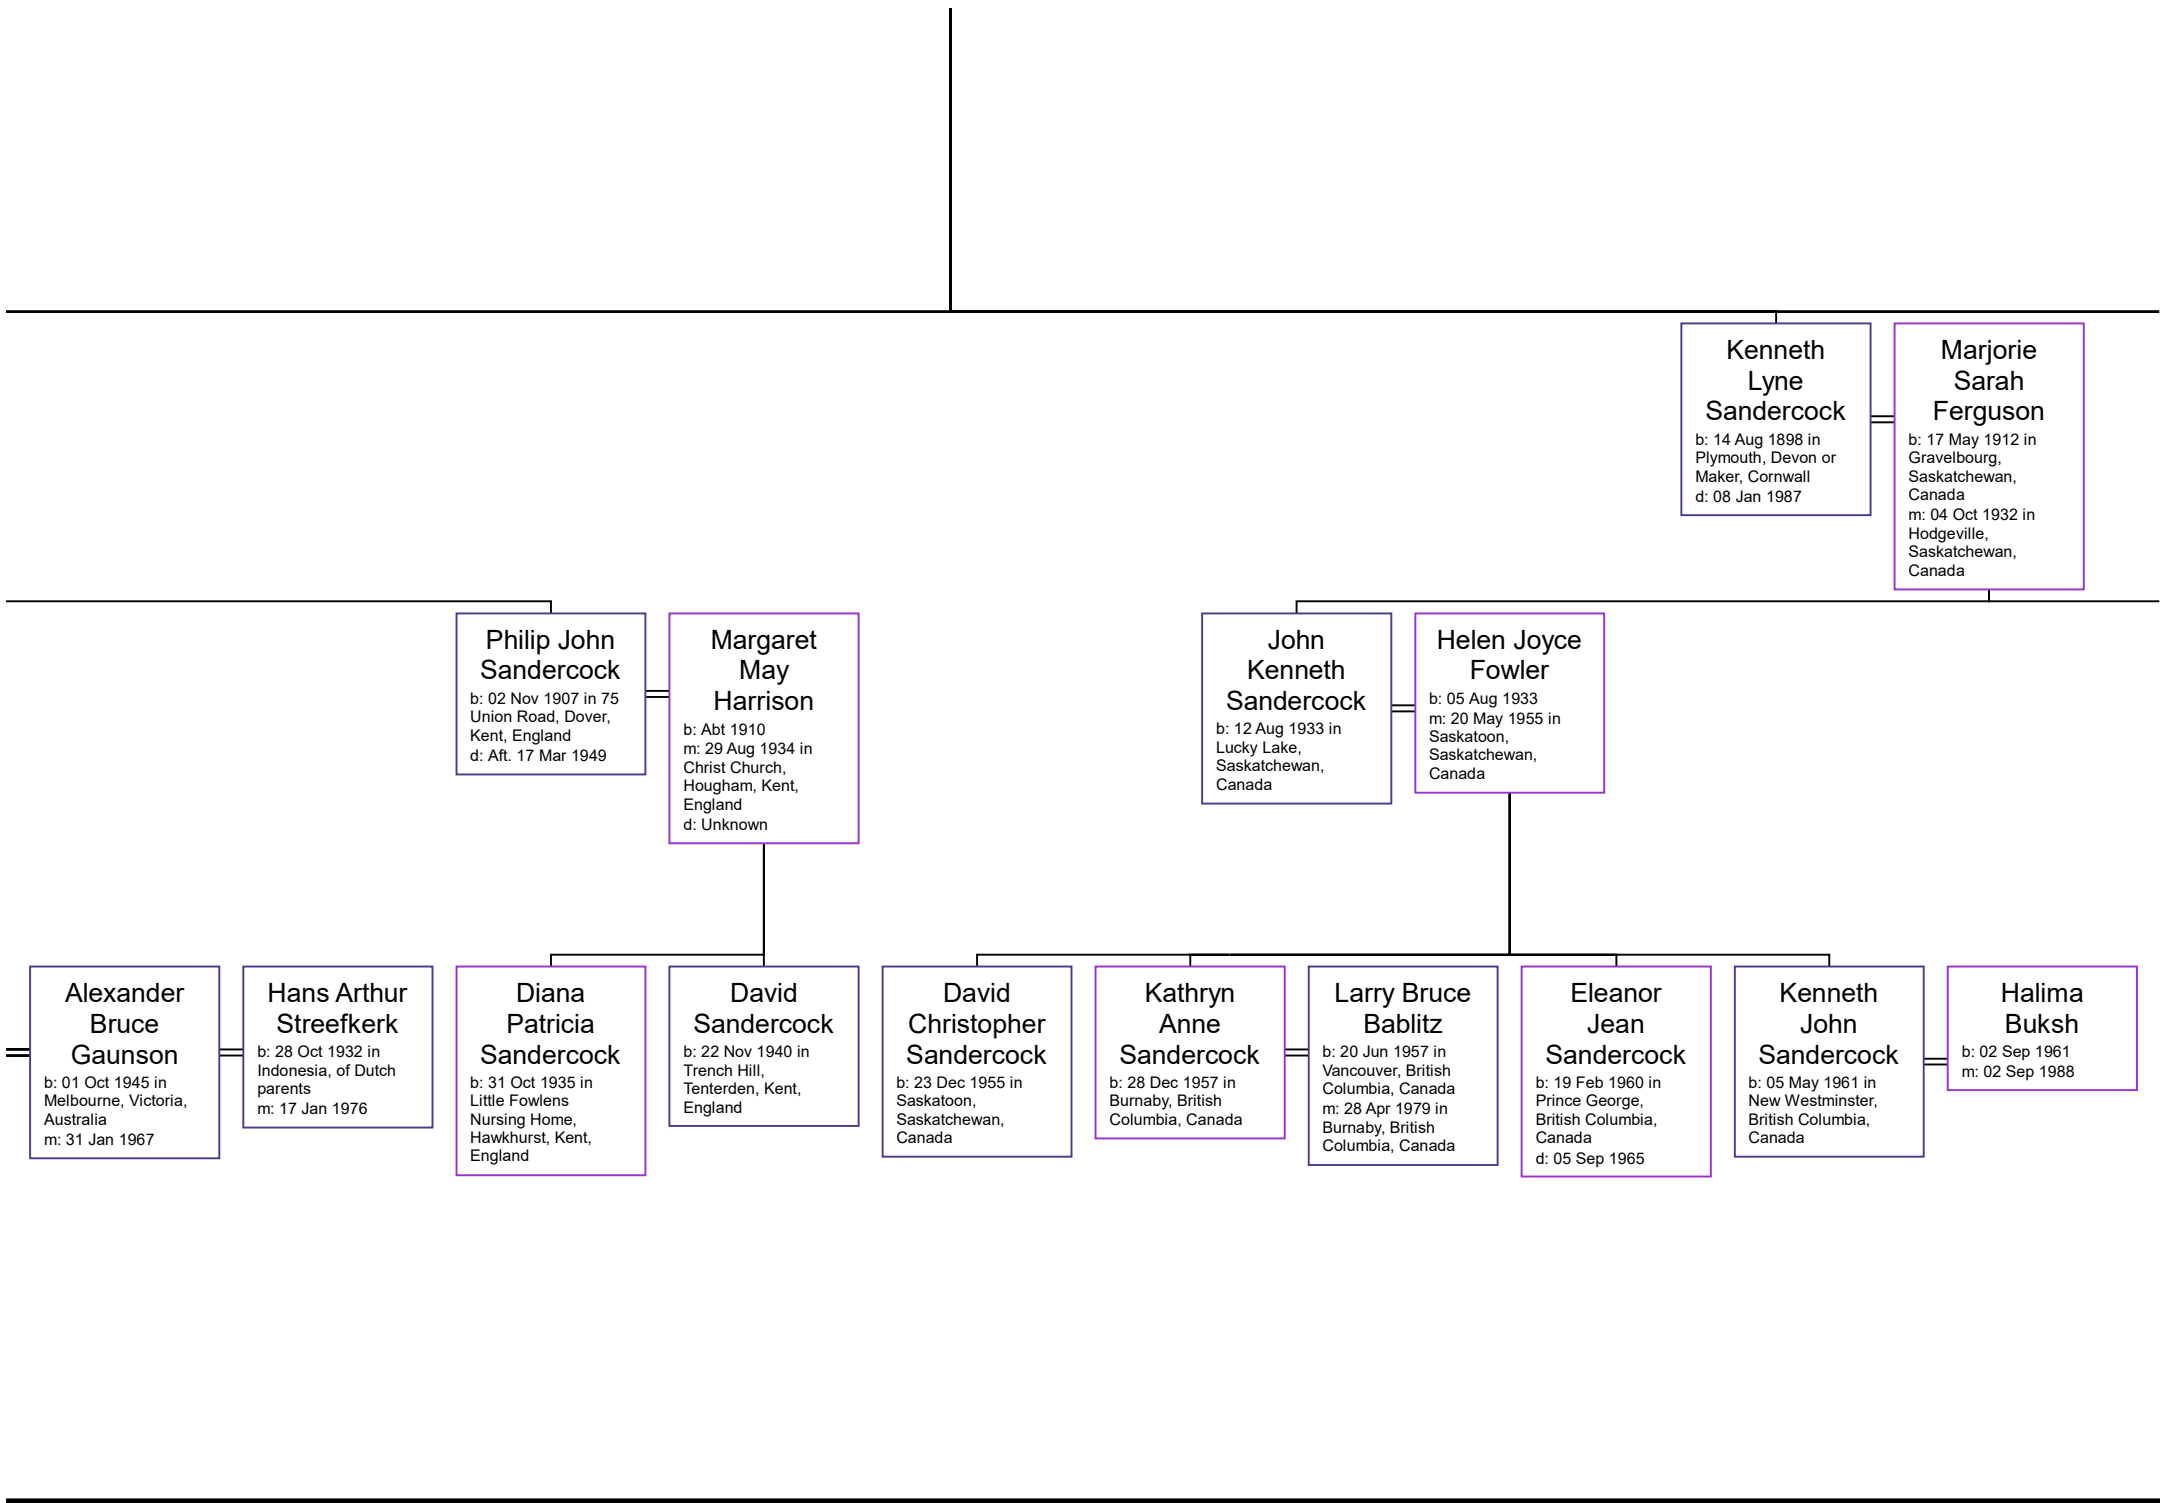 Kenneth
Lyne
Sandercock
b: 14 Aug 1898 in
Plymouth, Devon or
Maker, Cornwall
d: 08 Jan 1987
Marjorie
Sarah
Ferguson
b: 17 May 1912 in
Gravelbourg,
Saskatchewan,
Canada
m: 04 Oct 1932 in
Hodgeville,
Saskatchewan,
Canada
Philip John
Sandercock
b: 02 Nov 1907 in 75
Union Road, Dover,
Kent, England
d: Aft. 17 Mar 1949
Margaret
May
Harrison
b: Abt 1910
m: 29 Aug 1934 in
Christ Church,
Hougham, Kent,
England
d: Unknown
John
Kenneth
Sandercock
b: 12 Aug 1933 in
Lucky Lake,
Saskatchewan,
Canada
Helen Joyce
Fowler
b: 05 Aug 1933
m: 20 May 1955 in
Saskatoon,
Saskatchewan,
Canada
Alexander
Bruce
Gaunson
b: 01 Oct 1945 in
Melbourne, Victoria,
Australia
m: 31 Jan 1967
Hans Arthur
Streefkerk
b: 28 Oct 1932 in
Indonesia, of Dutch
parents
m: 17 Jan 1976
Diana
Patricia
Sandercock
b: 31 Oct 1935 in
Little Fowlens
Nursing Home,
Hawkhurst, Kent,
England
David
Sandercock
b: 22 Nov 1940 in
Trench Hill,
Tenterden, Kent,
England
David
Christopher
Sandercock
b: 23 Dec 1955 in
Saskatoon,
Saskatchewan,
Canada
Kathryn
Anne
Sandercock
b: 28 Dec 1957 in
Burnaby, British
Columbia, Canada
Larry Bruce
Bablitz
b: 20 Jun 1957 in
Vancouver, British
Columbia, Canada
m: 28 Apr 1979 in
Burnaby, British
Columbia, Canada
Eleanor
Jean
Sandercock
b: 19 Feb 1960 in
Prince George,
British Columbia,
Canada
d: 05 Sep 1965
Kenneth
John
Sandercock
b: 05 May 1961 in
New Westminster,
British Columbia,
Canada
Halima
Buksh
b: 02 Sep 1961
m: 02 Sep 1988